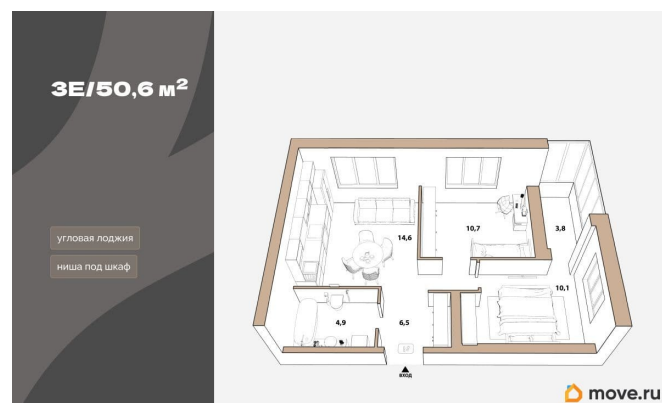 3E/50,6 м²
угловая лоджия
ниша под шкаф
14,6
10,7
3,8
10,1
4,9
6,5
ВХОД
move.ru